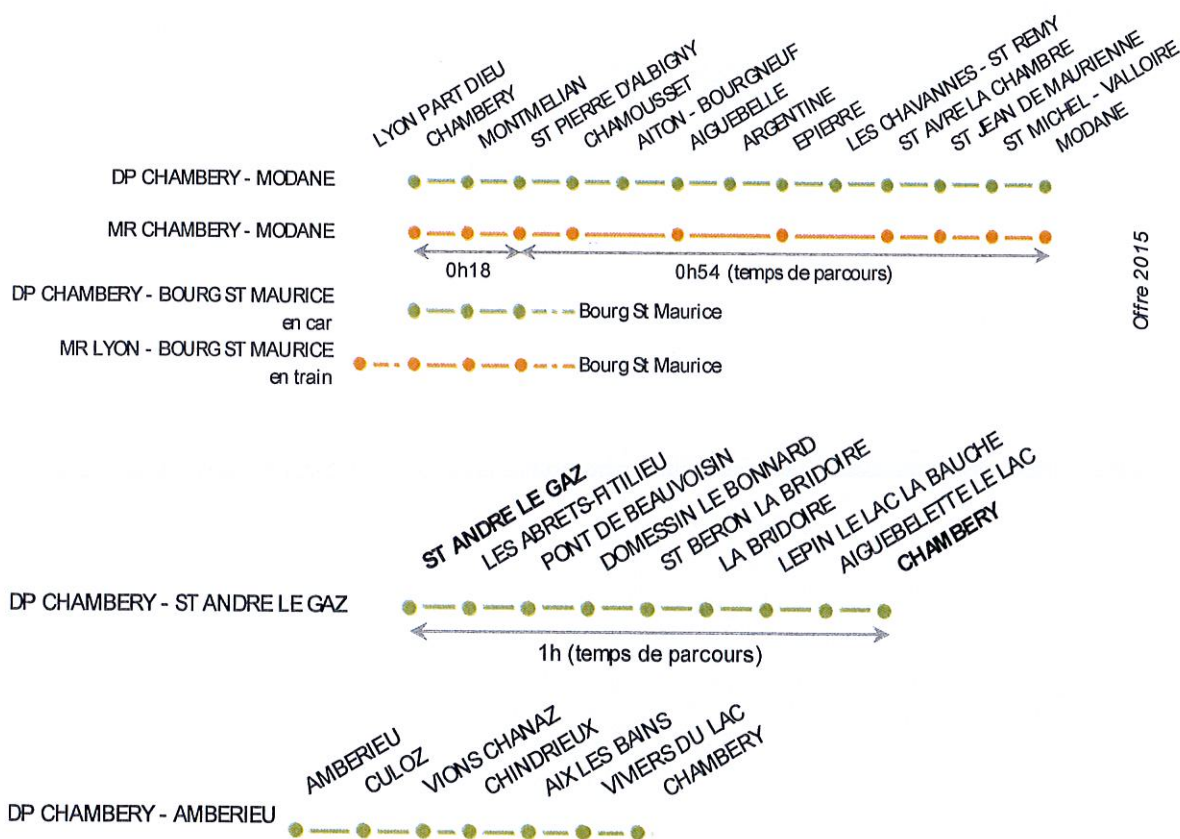 LYON PART DIEU
CHAMBERY
MONTMELIAN
ST PIERRE D'ALBIGNY
CHAMOUSSET
AITON - BOURGNEUF
AIGUEBELLE
ARGENTINE
EPIERRE
LES CHAVANNES - ST REMY
ST AVRE LA CHAMBRE
ST JEAN DE MAURIENNE
ST MICHEL - VALLOIRE
MODANE
DP CHAMBERY - MODANE
MR CHAMBERY - MODANE
0h18
0h54 (temps de parcours)
DP CHAMBERY - BOURG ST MAURICE
en car
Bourg St Maurice
MR LYON - BOURG ST MAURICE
en train
Bourg St Maurice
Offre 2015
ST ANDRE LE GAZ
LES ABRETS-FITILIEU
PONT DE BEAUVOISIN
DOMESSIN LE BONNARD
ST BERON LA BRIDOIRE
LA BRIDOIRE
LEPIN LE LAC LA BAUCHE
AIGUEBELETTE LE LAC
CHAMBERY
DP CHAMBERY - ST ANDRE LE GAZ
1h (temps de parcours)
AMBERIEU
CULOZ
VIONS CHANAZ
CHINDRIEUX
AIX LES BAINS
VIVIERS DU LAC
CHAMBERY
DP CHAMBERY - AMBERIEU